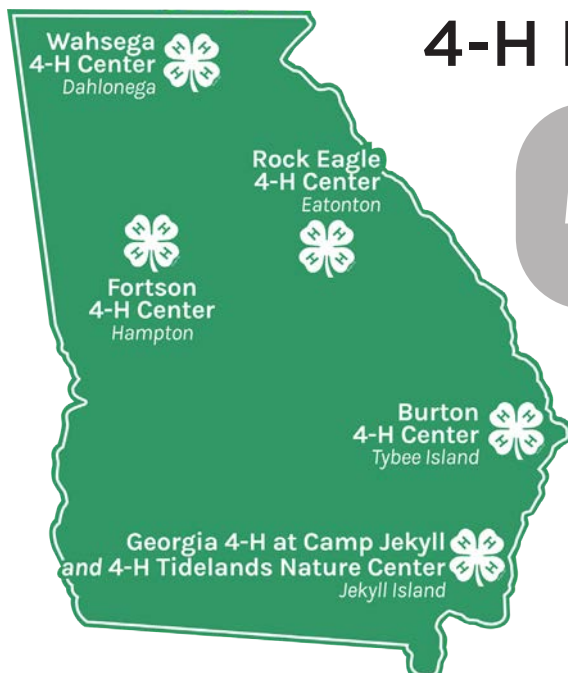 4-H
Wahsega
4-H Center
Dahlonega
Rock Eagle
4-H Center
Eatonton
Fortson
4-H Center
Hampton
Burton
4-H Center
Tybee Island
Georgia 4-H at Camp Jekyll
and 4-H Tidelands Nature Center
Jekyll Island